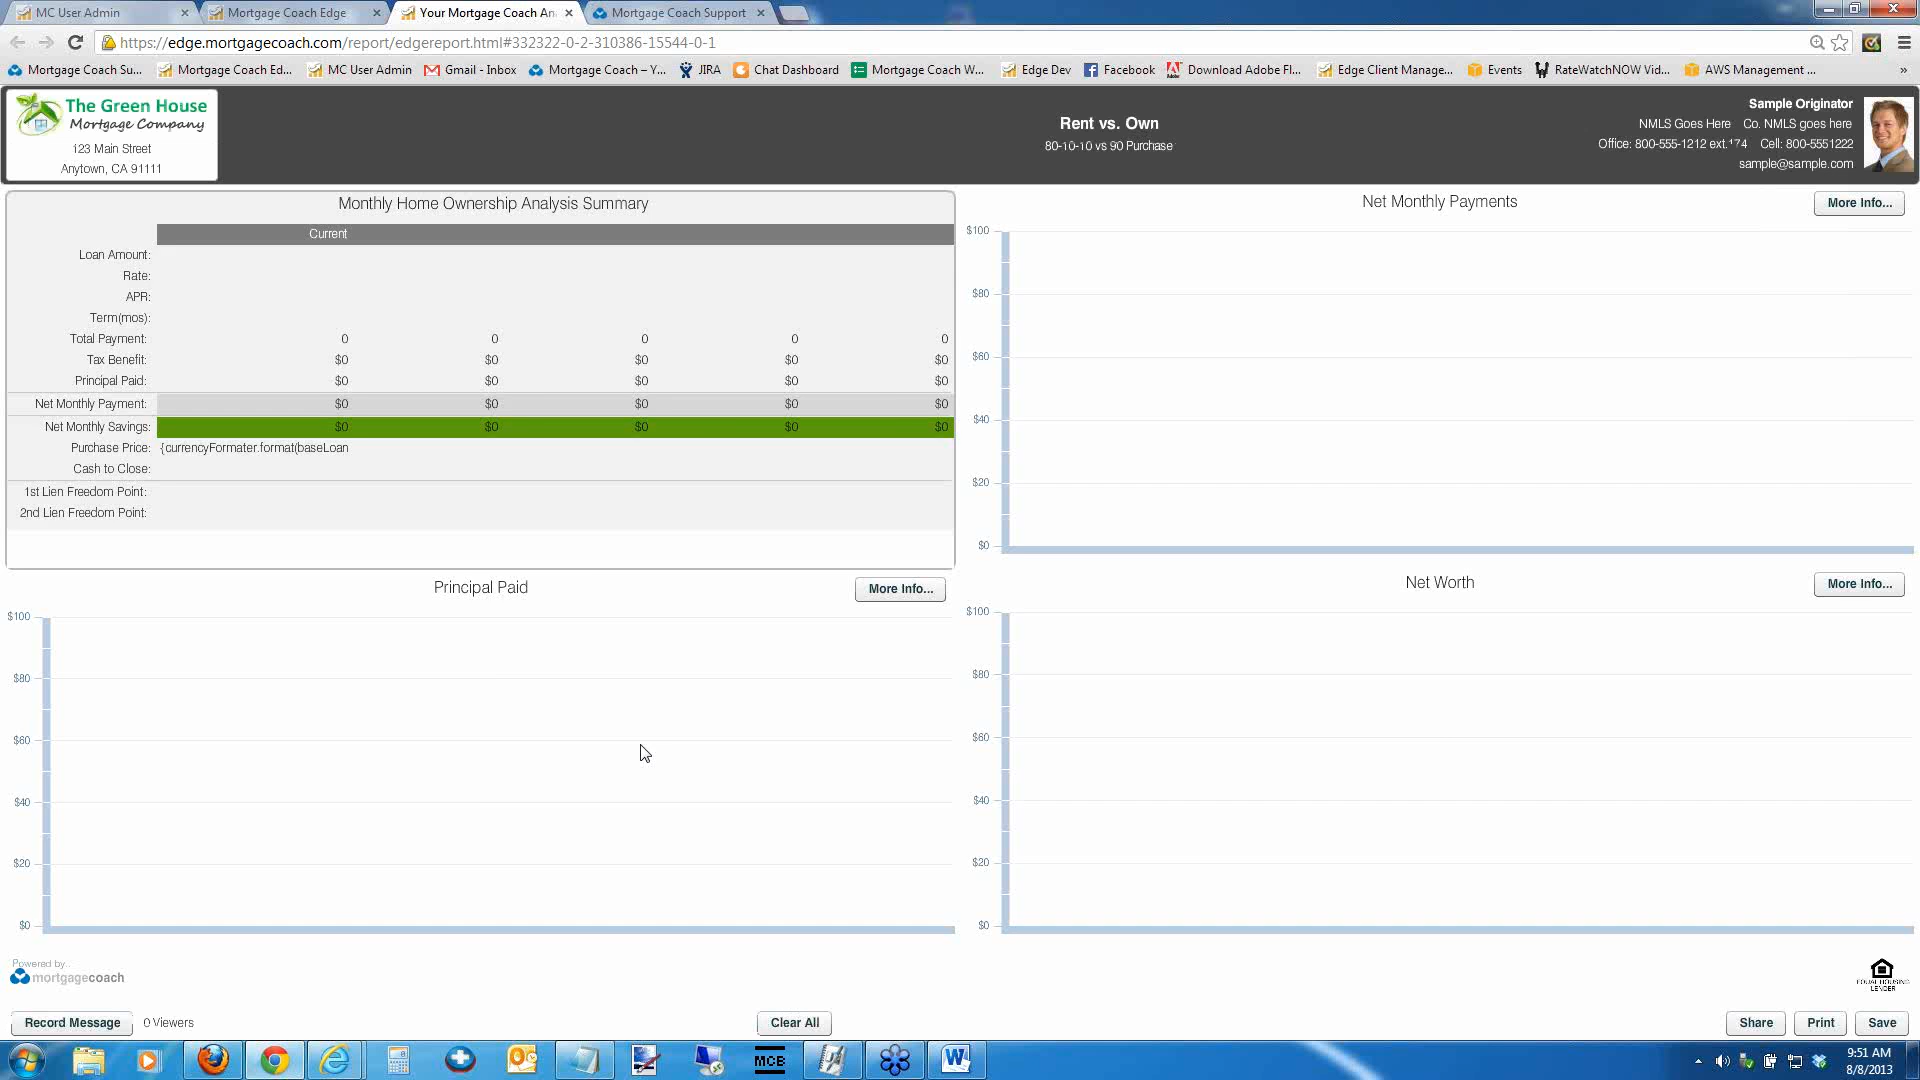 MC User Admin
Mortgage Coach Edge
Your Mortgage Coach An
Mortgage Coach Support
https://edge.mortgagecoach.com/report/edgereport.html#332322-0-2-310386-15544-0-1
Mortgage Coach Su...
Mortgage Coach Ed...
MC User Admin
Gmail - Inbox
Mortgage Coach – Y...
JIRA
Chat Dashboard
Mortgage Coach W...
Edge Dev
Facebook
Download Adobe Fl...
Edge Client Manage...
Events
RateWatchNOW Vid...
AWS Management ...
»
The Green House
Mortgage Company
123 Main Street
Anytown, CA 91111
Rent vs. Own
80-10-10 vs 90 Purchase
Sample Originator
NMLS Goes Here Co. NMLS goes here
Office: 800-555-1212 ext.174 Cell: 800-5551222
sample@sample.com
Monthly Home Ownership Analysis Summary
Current
Loan Amount:
Rate:
APR:
Term(mos):
Total Payment: 0 0 0 0 0
Tax Benefit: $0 $0 $0 $0 $0
Principal Paid: $0 $0 $0 $0 $0
Net Monthly Payment: $0 $0 $0 $0 $0
Net Monthly Savings: $0 $0 $0 $0 $0
Purchase Price: {currencyFormater.format(baseLoan
Cash to Close:
1st Lien Freedom Point:
2nd Lien Freedom Point:
Net Monthly Payments
More Info...
$100
$80
$60
$40
$20
$0
Principal Paid
More Info...
$100
$80
$60
$40
$20
$0
Net Worth
More Info...
$100
$80
$60
$40
$20
$0
Powered by..
mortgagecoach
EQUAL HOUSING
LENDER
Record Message
0 Viewers
Clear All
Share
Print
Save
MCB
9:51 AM
8/8/2013